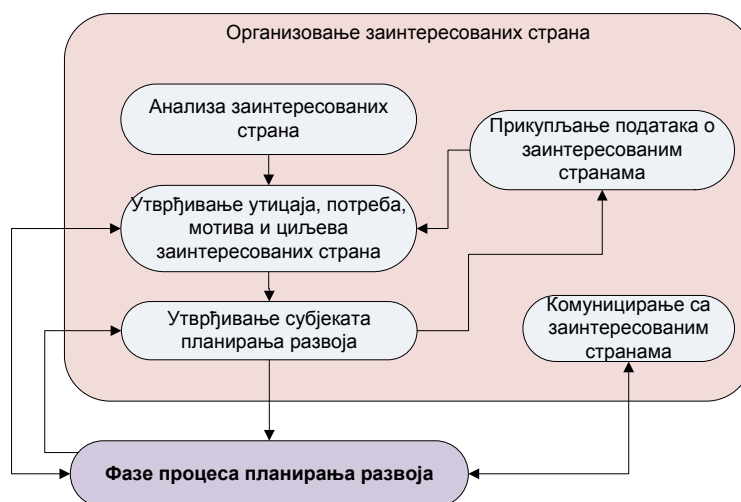 Организовање заинтересованих страна
Анализа заинтересованих
страна
Прикупљање података о
заинтересованим
странама
Утврђивање утицаја, потреба,
мотива и циљева
заинтересованих страна
Утврђивање субјеката
планирања развоја
Комуницирање са
заинтересованим
странама
Фазе процеса планирања развоја